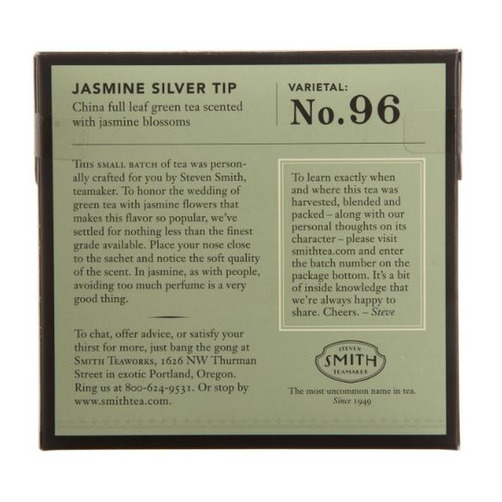 JASMINE SILVER TIP
China full leaf green tea scented
with jasmine blossoms
VARIETAL:
No.96
THIS SMALL BATCH of tea was person-
ally crafted for you by Steven Smith,
teamaker. To honor the wedding of
green tea with jasmine flowers that
makes this flavor so popular, we've
settled for nothing less than the finest
grade available. Place your nose close
to the sachet and notice the soft quality
of the scent. In jasmine, as with people,
avoiding too much perfume is a very
good thing.
To chat, offer advice, or satisfy your
thirst for more, just bang the gong at
SMITH TEAWORKS, 1626 NW Thurman
Street in exotic Portland, Oregon.
Ring us at 800-624-9531. Or stop by
www.smithtea.com.
To learn exactly when
and where this tea was
harvested, blended and
packed – along with our
personal thoughts on its
character – please visit
smithtea.com and enter
the batch number on the
package bottom. It's a bit
of inside knowledge that
we're always happy to
share. Cheers. – Steve
STEVEN
SMITH
TEAMAKER
The most uncommon name in tea.
Since 1949